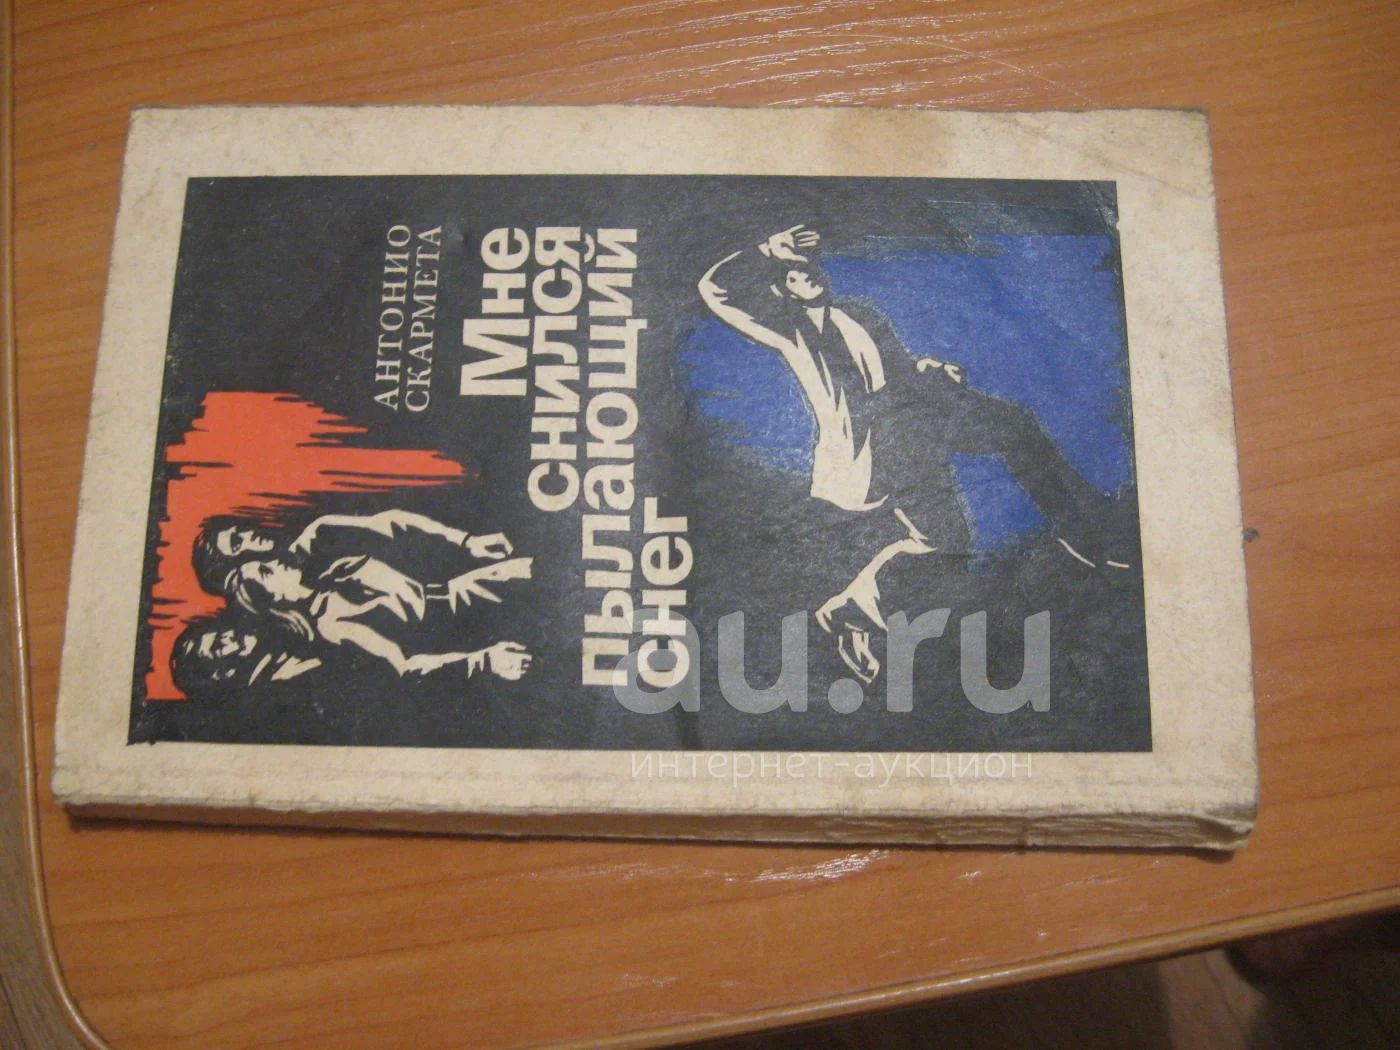 АНТОНИО
СКАРМЕТА
Мне
снился
пылающий
снег
au.ru
интернет-аукцион